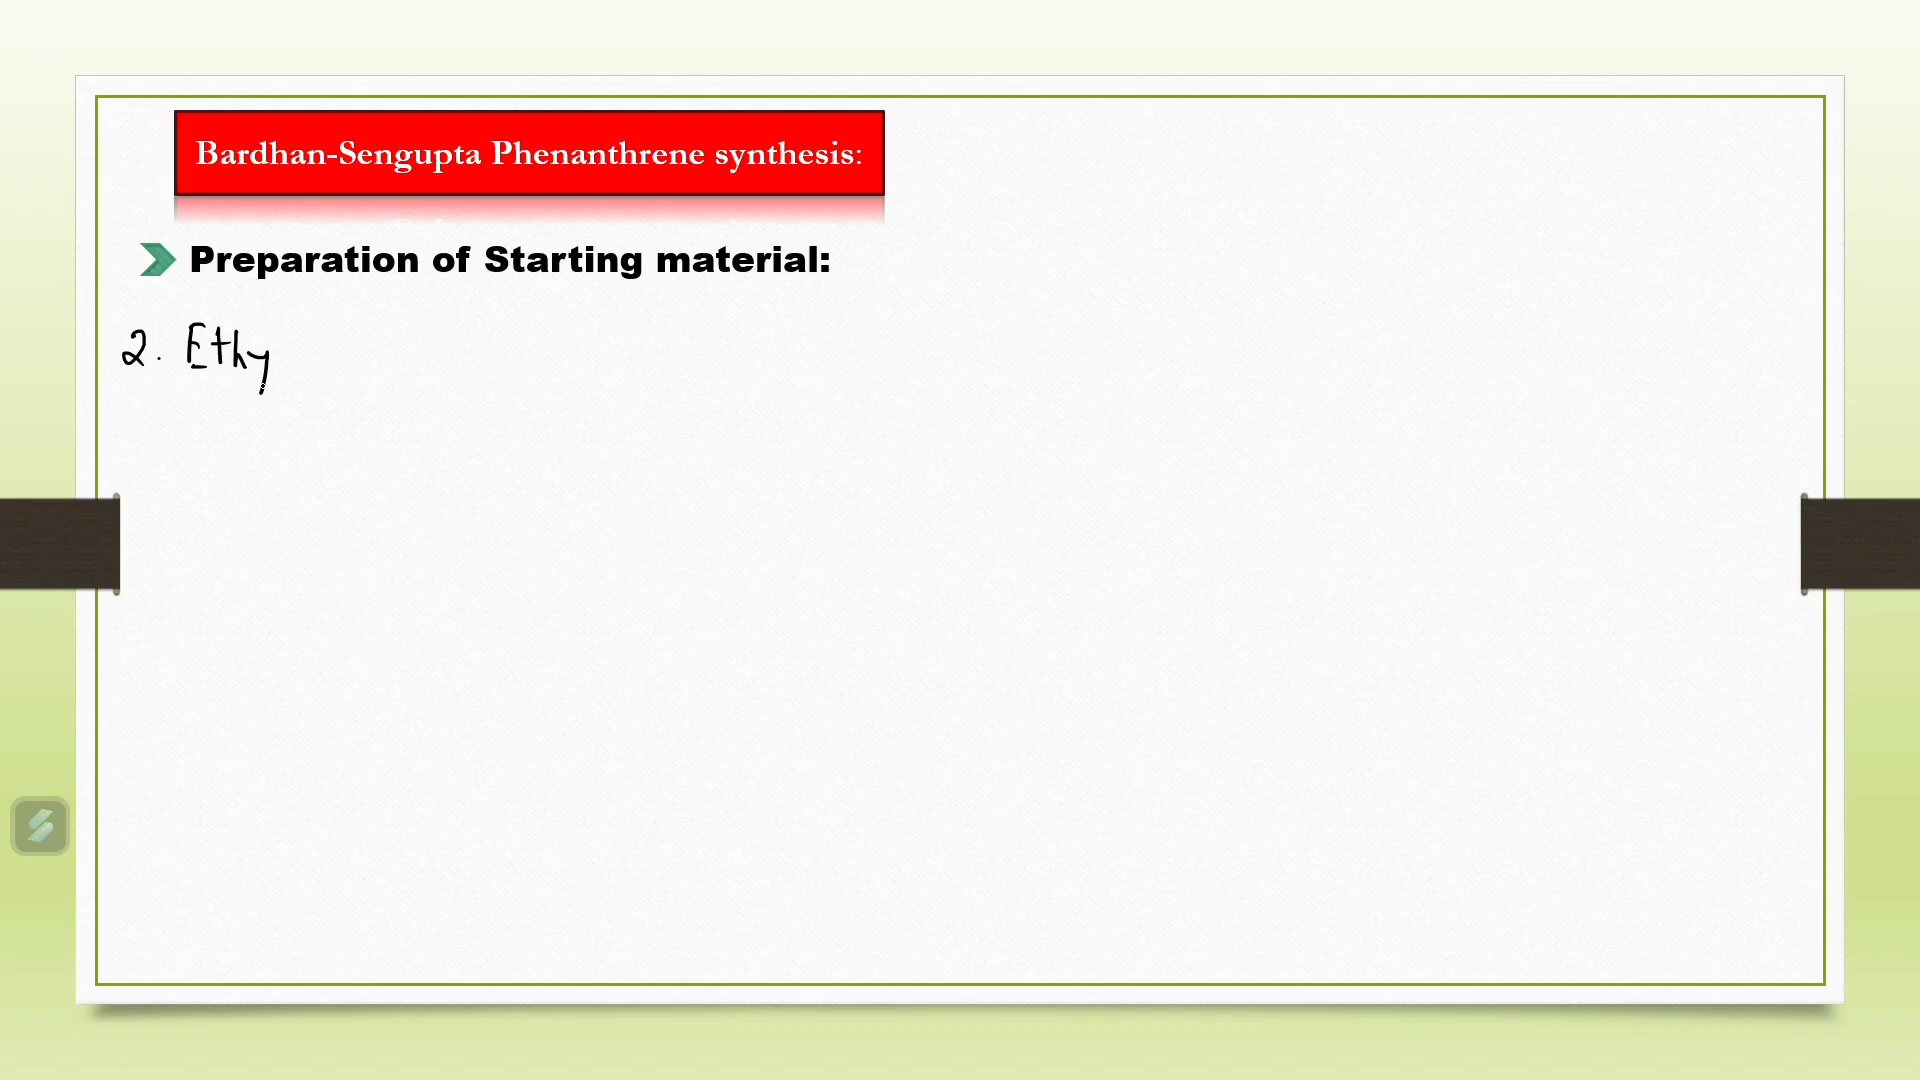 Bardhan-Sengupta Phenanthrene synthesis:
Preparation of Starting material:
2. Ethy